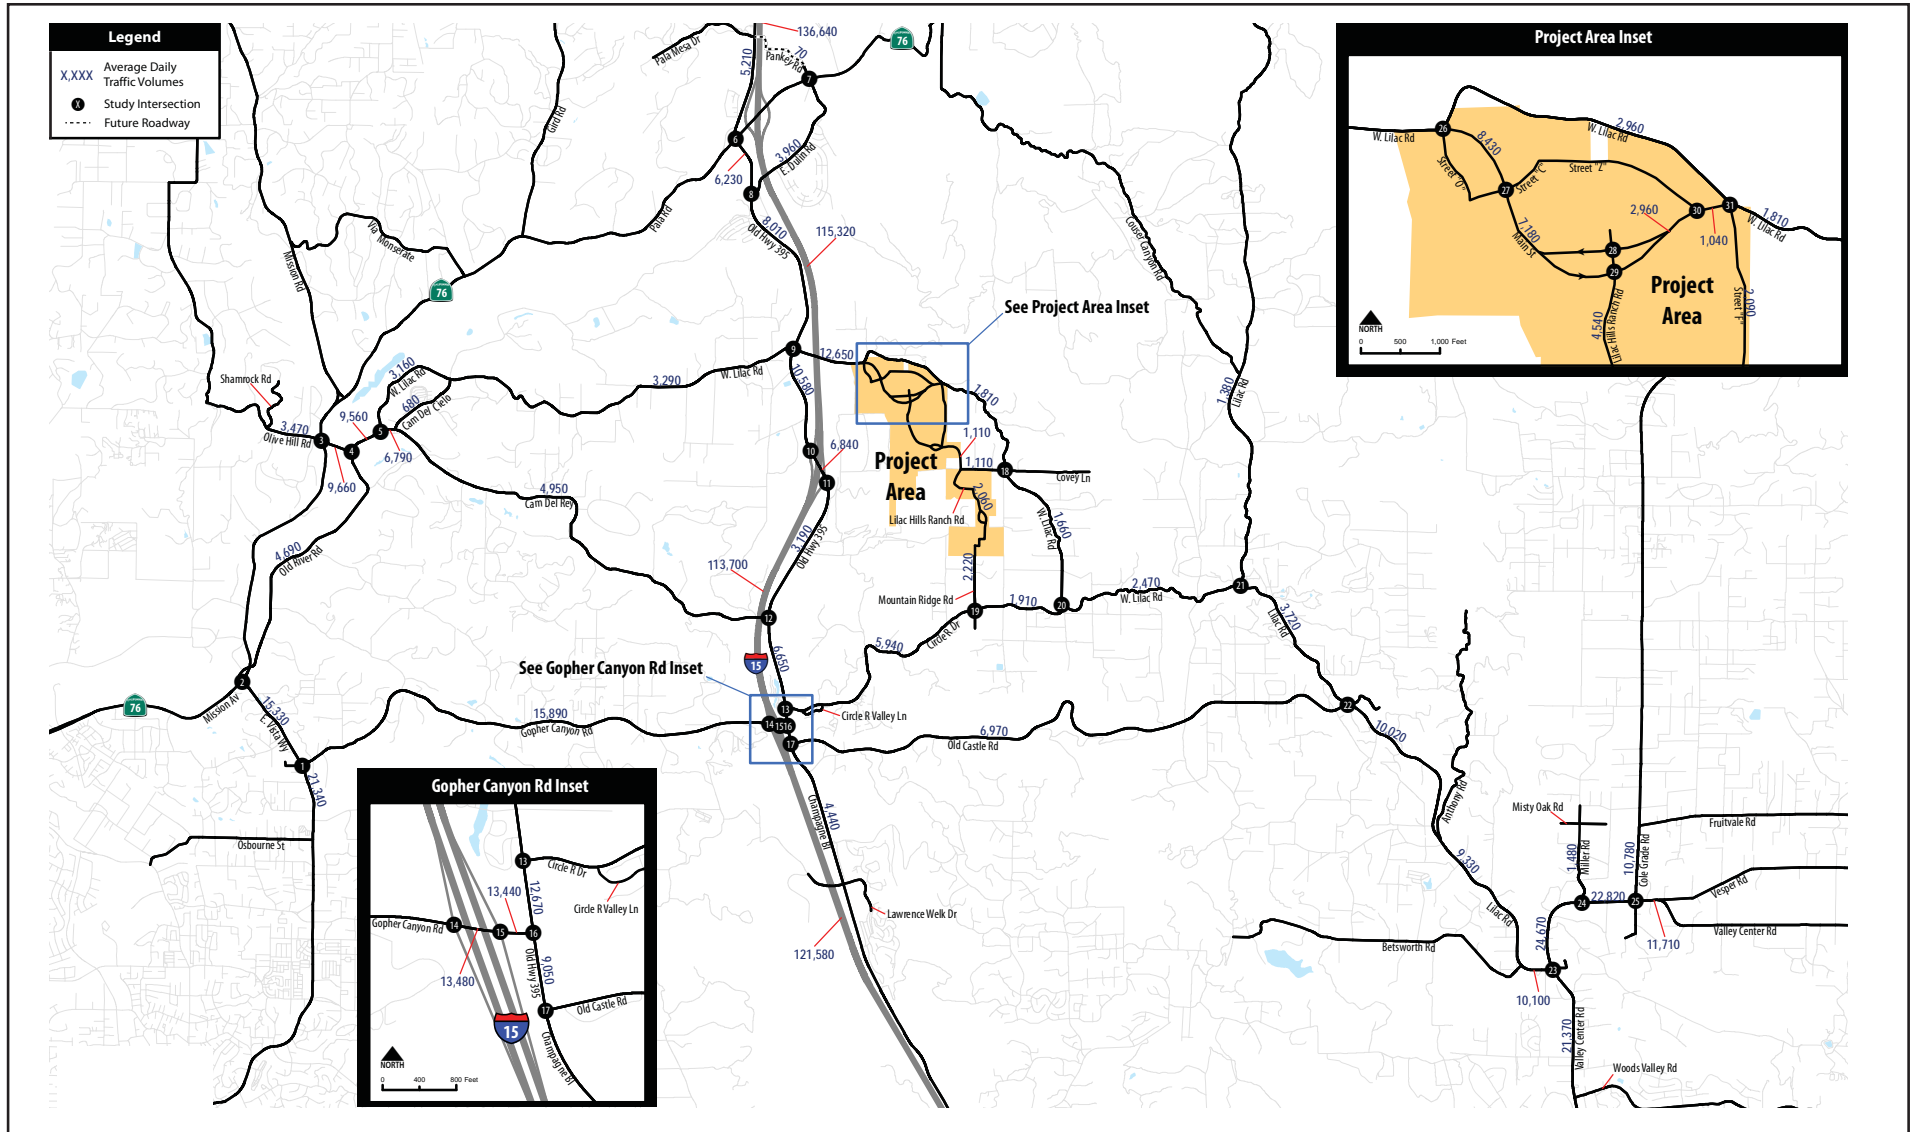 Legend
X,XXX Average Daily
Traffic Volumes
X Study Intersection
Future Roadway
136,640
5,210
Pala Mesa Dr
70
Pankey Rd
7
76
6
3,960
E. Dulin Rd
6,230
8
8,010
Old Hwy 395
115,320
Gird Rd
Pala Rd
Via Monserate
Mission Rd
76
Couser Canyon Rd
See Project Area Inset
Project Area Inset
W. Lilac Rd
26
8,430
W. Lilac Rd
2,960
Street "O"
27
Street "C"
Street "Z"
7,180
Main St
2,960
30
31
1,040
W. Lilac Rd
1,810
28
29
Project
Area
4,540
Lilac Hills Ranch Rd
2,090
Street "F"
NORTH
0 500 1,000 Feet
9
12,650
W. Lilac Rd
3,290
10,580
1,810
1,380
Lilac Rd
Shamrock Rd
3,160
W. Lilac Rd
680
Cam Del Cielo
9,560
5
3,470
Olive Hill Rd
3
4
6,790
9,660
10
6,840
11
Project
Area
1,110
1,110
18
Covey Ln
2,060
Lilac Hills Ranch Rd
W. Lilac Rd
1,660
4,950
Cam Del Rey
3,190
Old Hwy 395
4,690
Old River Rd
113,700
2,220
Mountain Ridge Rd
19
1,910
20
2,470
W. Lilac Rd
21
3,720
Lilac Rd
12
15
6,650
5,940
Circle R Dr
See Gopher Canyon Rd Inset
2
76
Mission Av
15,330
E. Vista Wy
15,890
Gopher Canyon Rd
13
14
15
16
17
Circle R Valley Ln
6,970
Old Castle Rd
22
10,020
1
21,340
Osbourne St
Gopher Canyon Rd Inset
13
Circle R Dr
12,670
13,440
Circle R Valley Ln
Gopher Canyon Rd
14
15
16
13,480
Old Hwy 395
9,050
17
Old Castle Rd
15
Champagne Bl
NORTH
0 400 800 Feet
4,440
Champagne Bl
Lawrence Welk Dr
121,580
Anthony Rd
9,330
Lilac Rd
Misty Oak Rd
1,480
Miller Rd
10,780
Cole Grade Rd
Fruitvale Rd
24
22,820
25
Vesper Rd
11,710
Valley Center Rd
24,670
Betsworth Rd
23
10,100
21,370
Valley Center Rd
Woods Valley Rd